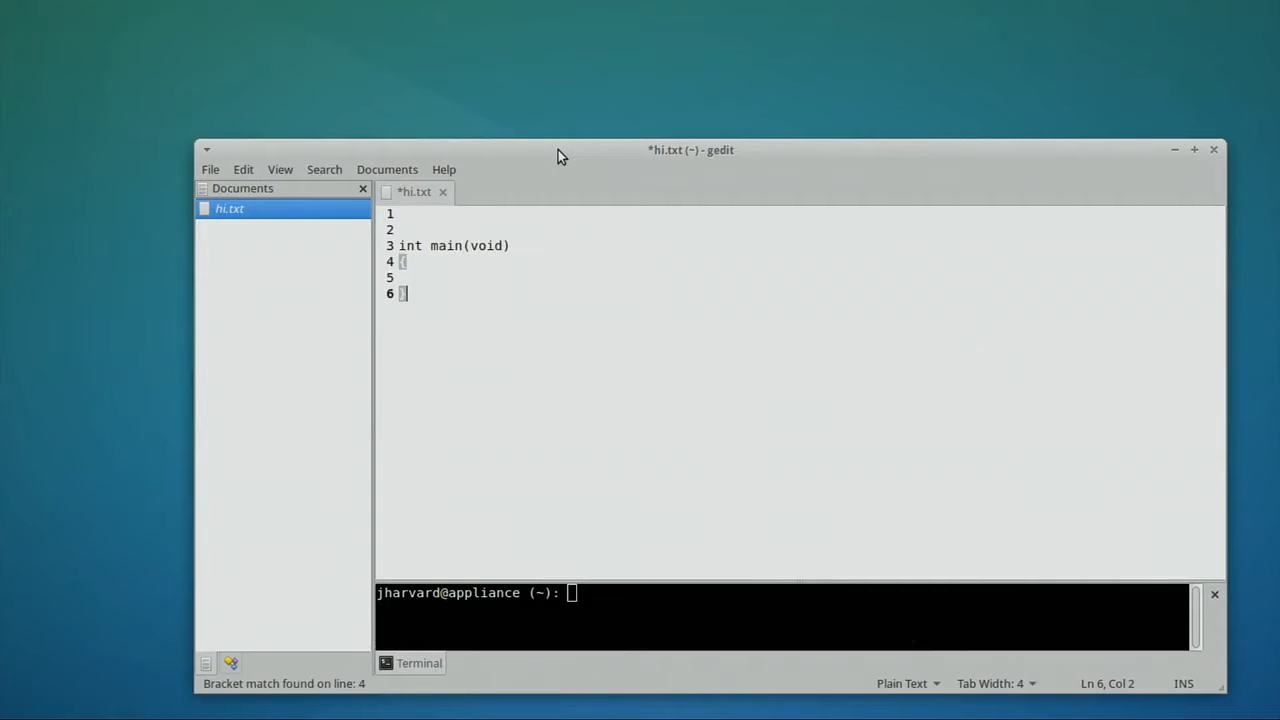 *hi.txt (~) - gedit
File Edit View Search Documents Help
Documents
*hi.txt
hi.txt
1
2
3 int main(void)
4 {
5
6 }
jharvard@appliance (~):
Terminal
Bracket match found on line: 4
Plain Text
Tab Width: 4
Ln 6, Col 2
INS